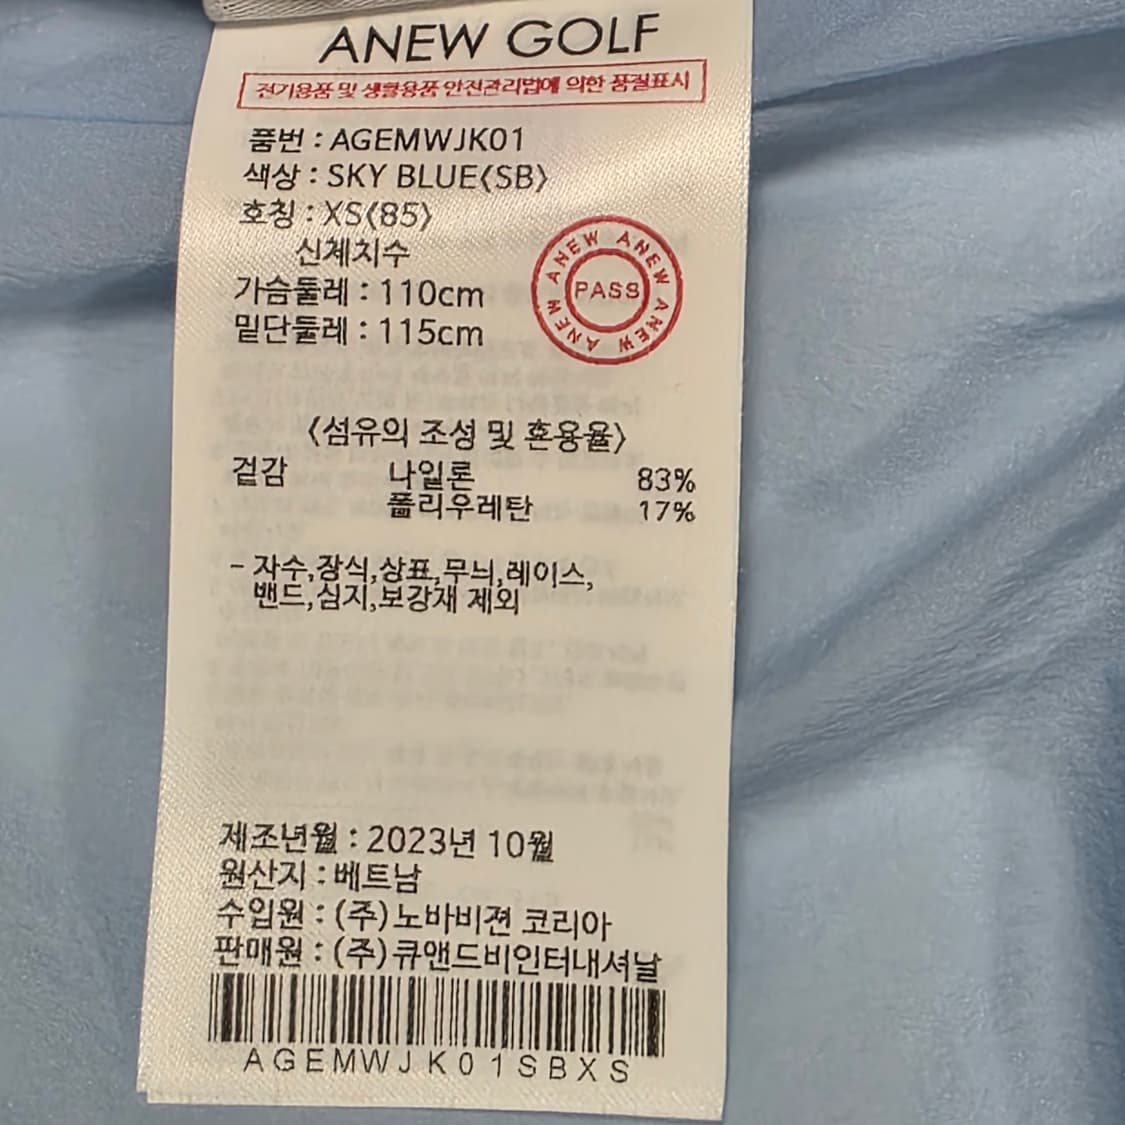 ANEW GOLF
전기용품 및 생활용품 안전관리법에 의한 품질표시
품번 : AGEMWJK01
색상 : SKY BLUE(SB)
호칭 : XS(85)
신체치수
가슴둘레 : 110cm
밑단둘레 : 115cm
ANEW ANEW ANEW ANEW
PASS
〈섬유의 조성 및 혼용율〉
겉감 나일론 83%
폴리우레탄 17%
- 자수,장식,상표,무늬,레이스,
밴드,심지,보강재 제외
제조년월 : 2023년 10월
원산지 : 베트남
수입원 : (주)노바비젼 코리아
판매원 : (주)큐앤드비인터내셔날
AGEMWJK01SBXS